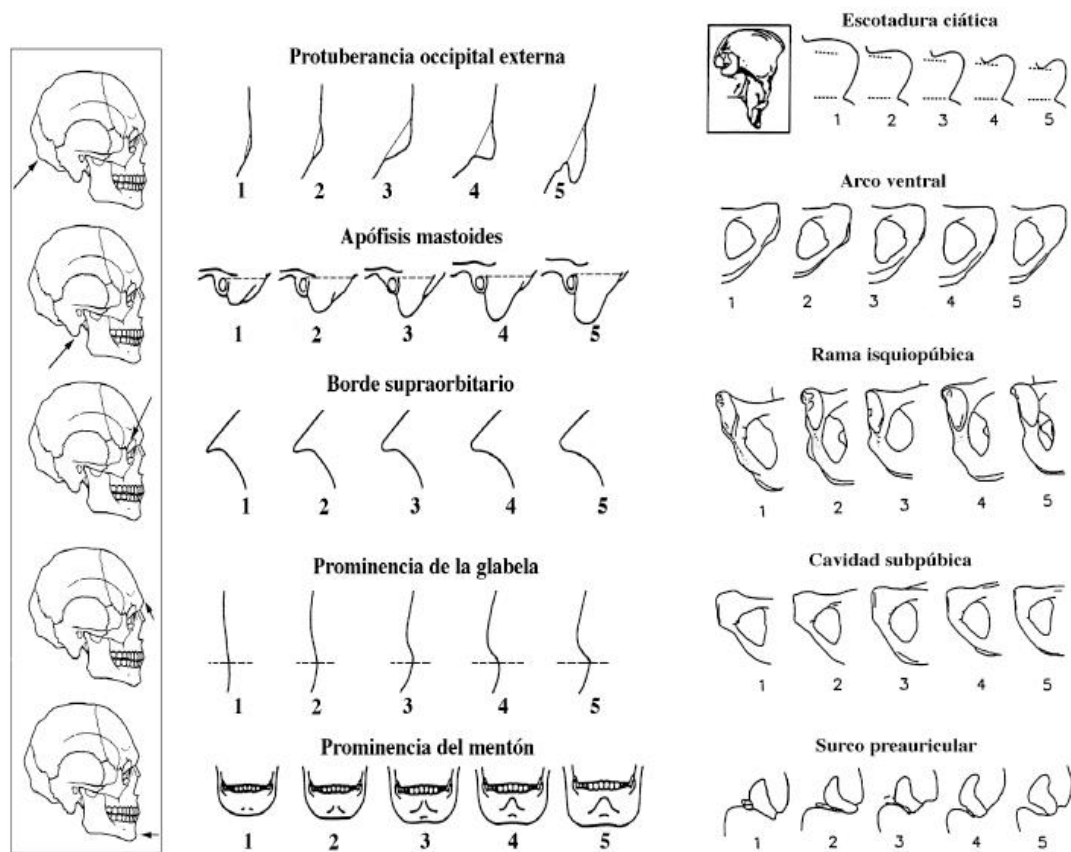 Protuberancia occipital externa
1 2 3 4 5
Apófisis mastoides
1 2 3 4 5
Borde supraorbitario
1 2 3 4 5
Prominencia de la glabela
1 2 3 4 5
Prominencia del mentón
1 2 3 4 5
Escotadura ciática
1 2 3 4 5
Arco ventral
1 2 3 4 5
Rama isquiopúbica
1 2 3 4 5
Cavidad subpúbica
1 2 3 4 5
Surco preauricular
1 2 3 4 5